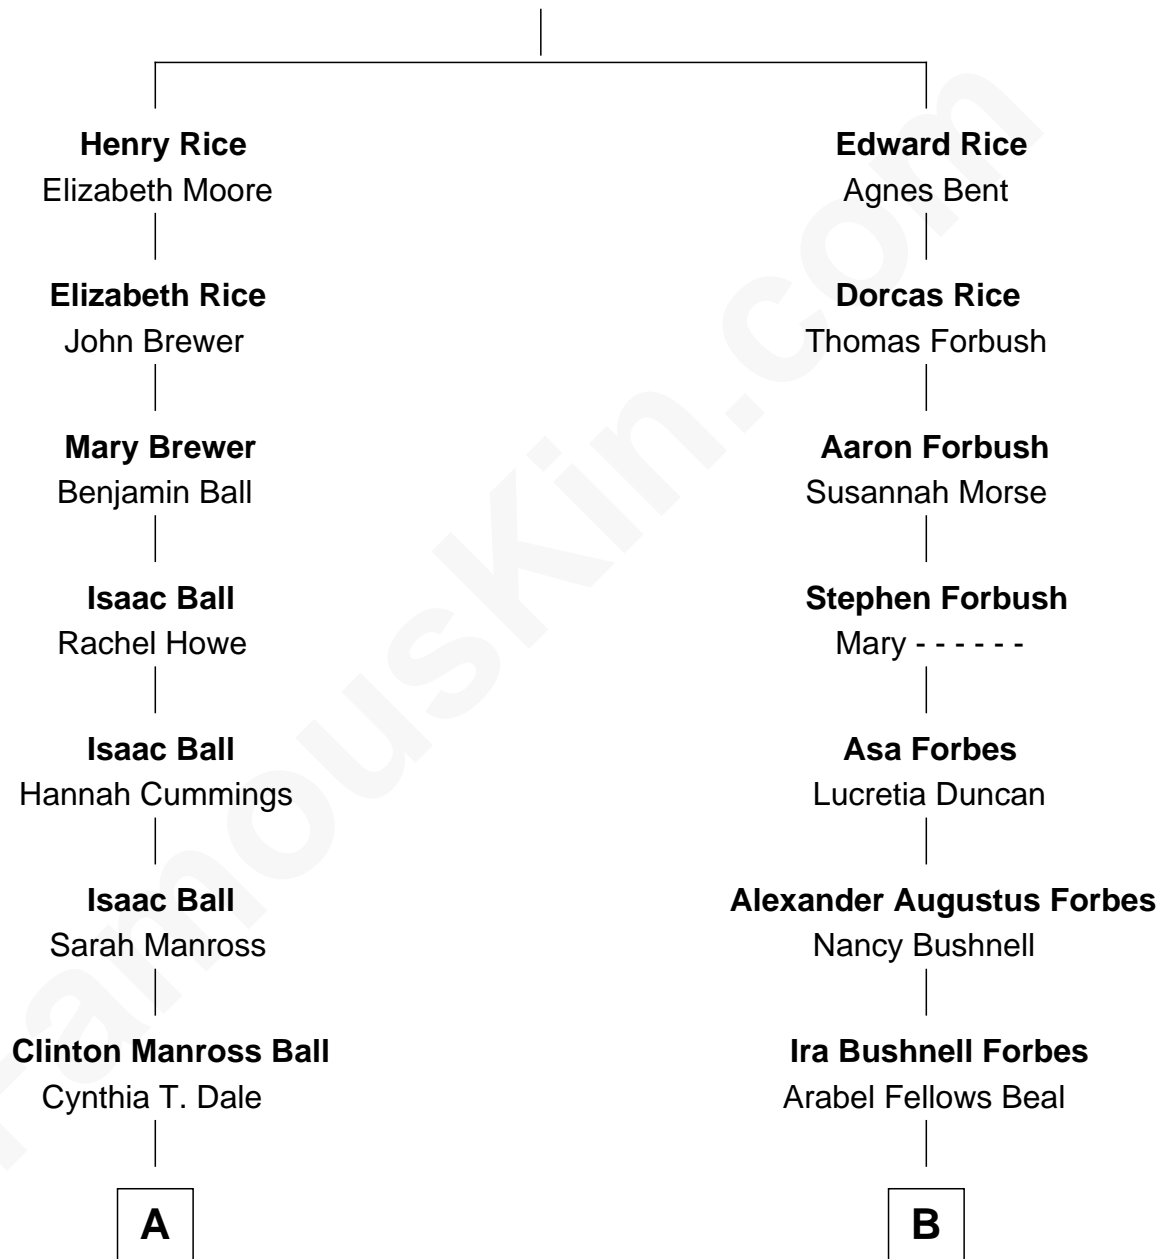 Henry Rice
Elizabeth Moore
Elizabeth Rice
John Brewer
Mary Brewer
Benjamin Ball
Isaac Ball
Rachel Howe
Isaac Ball
Hannah Cummings
Isaac Ball
Sarah Manross
Clinton Manross Ball
Cynthia T. Dale
A
Edward Rice
Agnes Bent
Dorcas Rice
Thomas Forbush
Aaron Forbush
Susannah Morse
Stephen Forbush
Mary - - - - - -
Asa Forbes
Lucretia Duncan
Alexander Augustus Forbes
Nancy Bushnell
Ira Bushnell Forbes
Arabel Fellows Beal
B
FamousKin.com